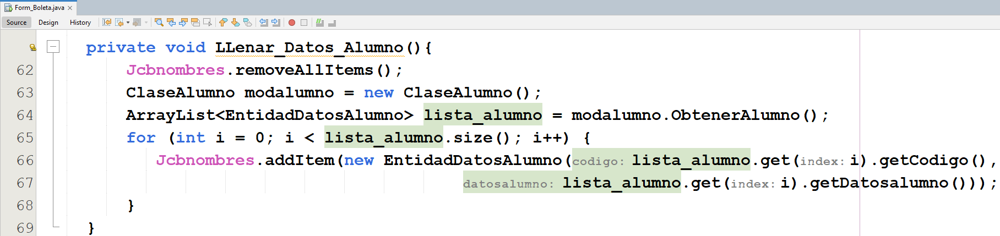 Form_Boleta.java ×
Source Design History
private void LLenar_Datos_Alumno(){
62 Jcbnombres.removeAllItems();
63 ClaseAlumno modalumno = new ClaseAlumno();
64 ArrayList<EntidadDatosAlumno> lista_alumno = modalumno.ObtenerAlumno();
65 for (int i = 0; i < lista_alumno.size(); i++) {
66 Jcbnombres.addItem(new EntidadDatosAlumno(codigo: lista_alumno.get(index: i).getCodigo(),
67 datosalumno: lista_alumno.get(index: i).getDatosalumno()));
68 }
69 }